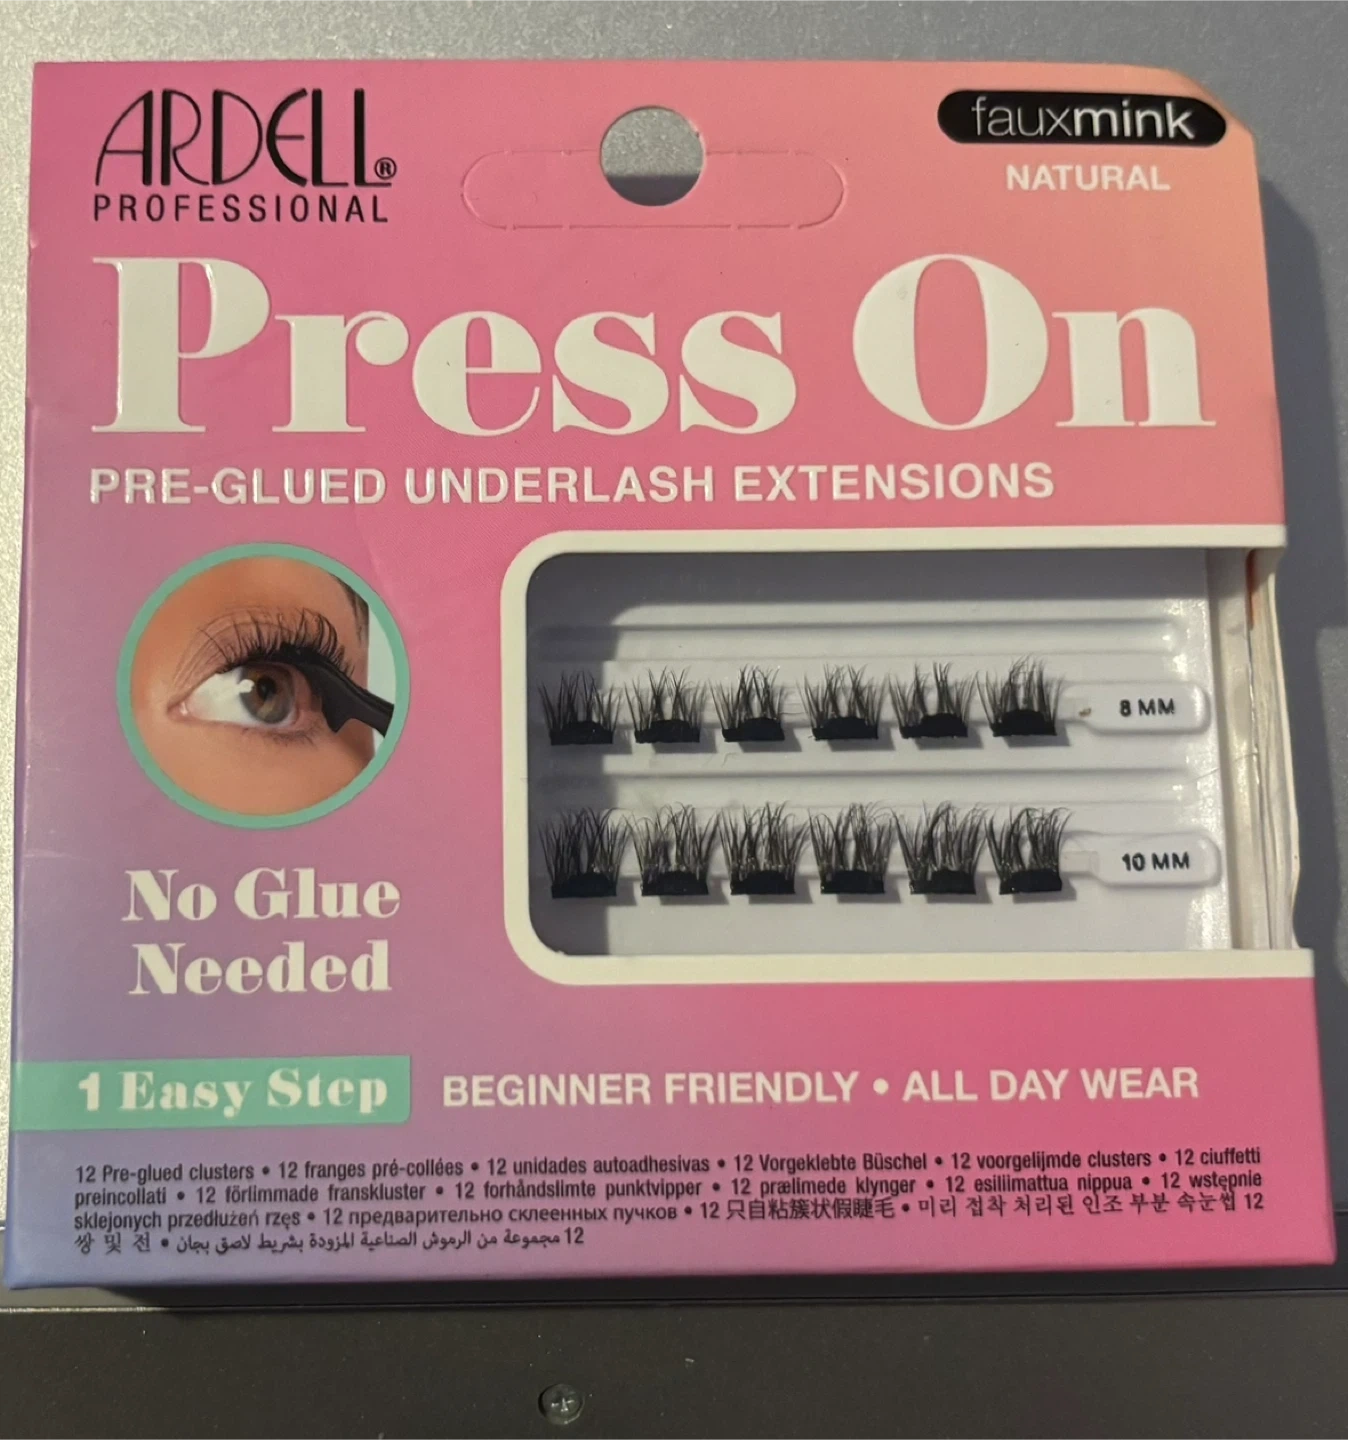 ARDELL®
PROFESSIONAL
fauxmink
NATURAL
Press On
PRE-GLUED UNDERLASH EXTENSIONS
8 MM
10 MM
No Glue
Needed
1 Easy Step
BEGINNER FRIENDLY • ALL DAY WEAR
12 Pre-glued clusters • 12 franges pré-collées • 12 unidades autoadhesivas • 12 Vorgeklebte Büschel • 12 voorgelijmde clusters • 12 ciuffetti
preincollati • 12 förlimmade franskluster • 12 forhåndslimte punktvipper • 12 prælimede klynger • 12 esiliimattua nippua • 12 wstępnie
sklejonych przedłużeń rzęs • 12 предварительно склеенных пучков • 12 只自粘簇状假睫毛 • 미리 접착 처리된 인조 부분 속눈썹 12
쌍 및 전 • 12 مجموعة من الرموش الصناعية المزودة بشريط لاصق بجان